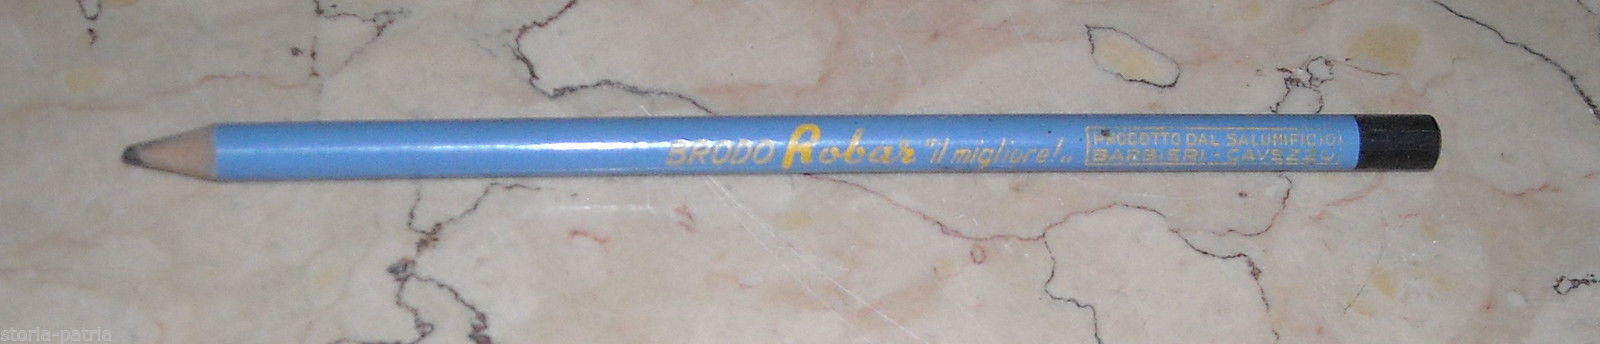 BRODO Robar "il migliore!„
PRODOTTO DAL SALUMIFICIO
BARBIERI - CAVEZZO
storia-patria